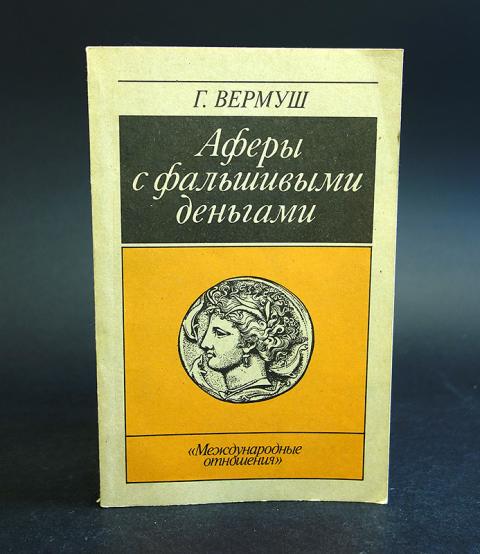 Г. ВЕРМУШ
Аферы
с фальшивыми
деньгами
«Международные
отношения»